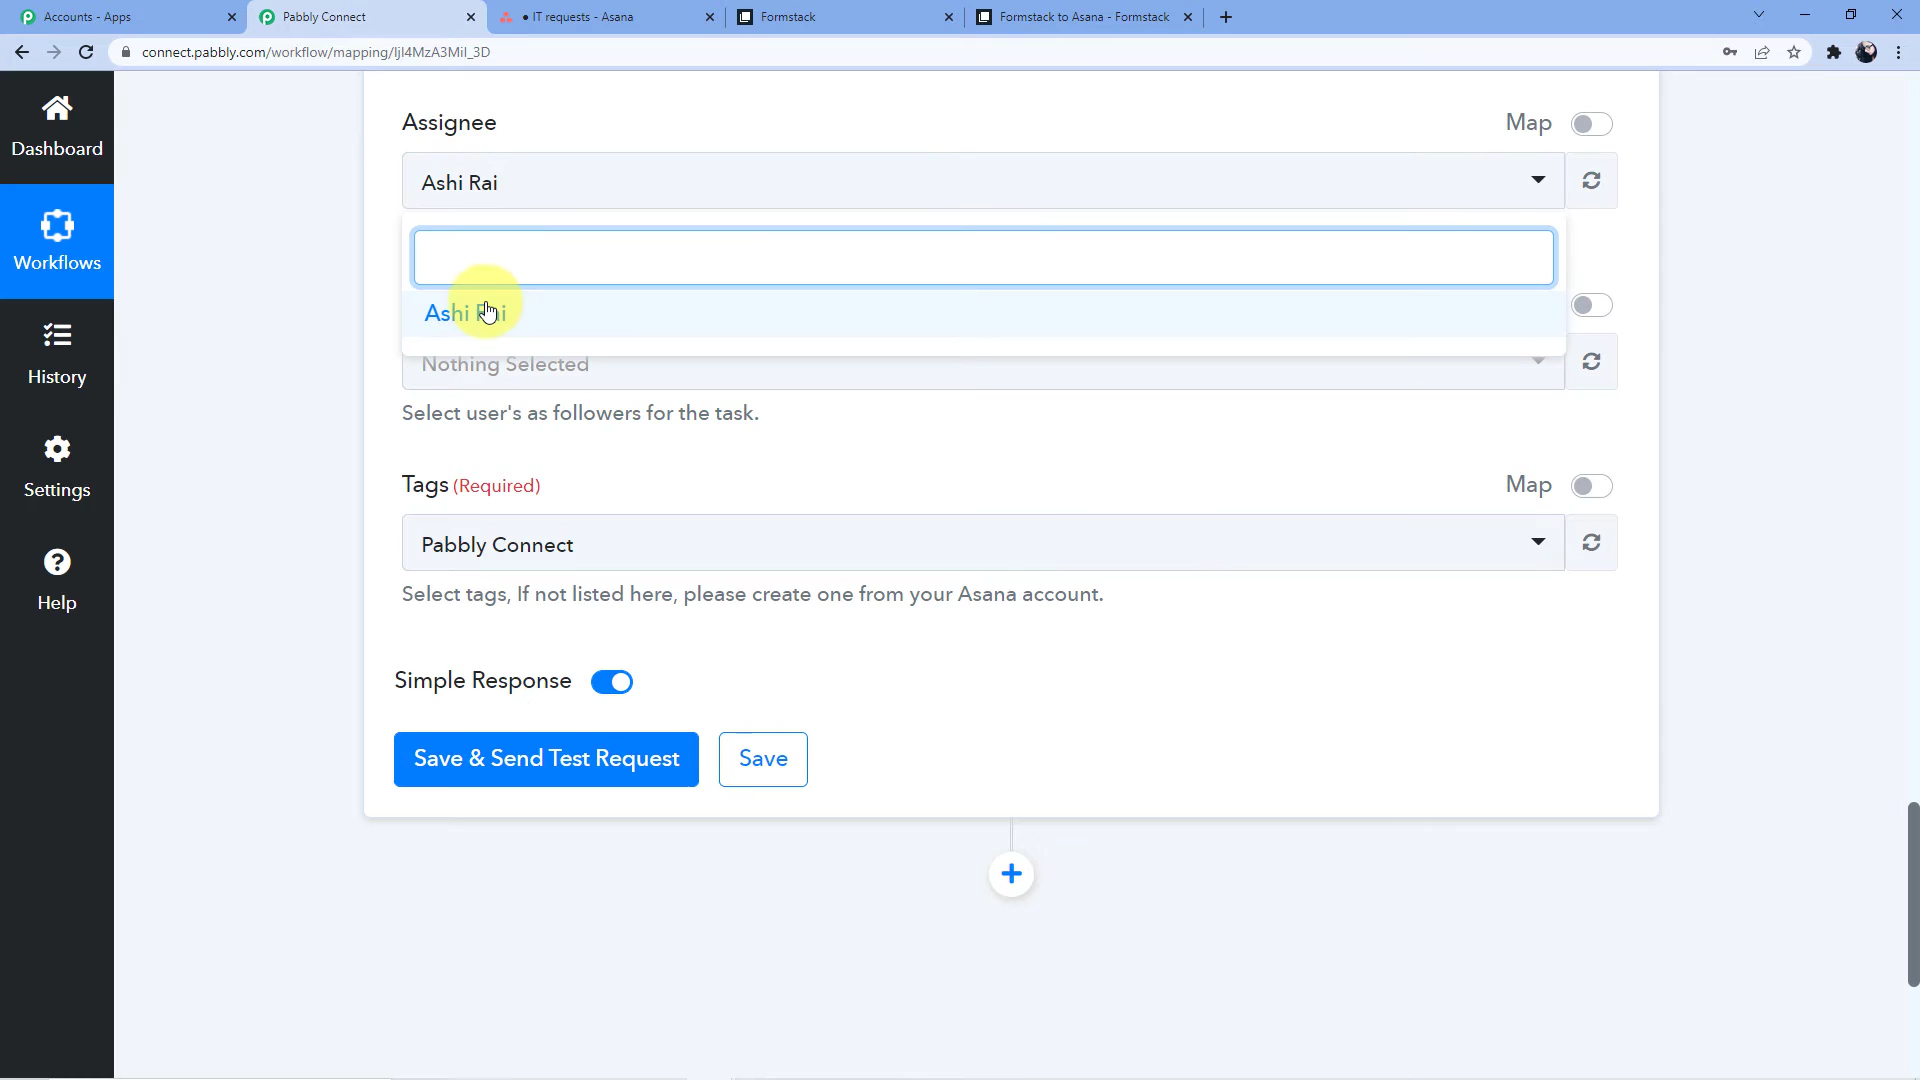 Accounts - Apps
Pabbly Connect
• IT requests - Asana
Formstack
Formstack to Asana - Formstack
connect.pabbly.com/workflow/mapping/IjI4MzA3MiI_3D
Dashboard
Workflows
History
Settings
Help
Assignee
Map
Ashi Rai
Ashi Rai
Nothing Selected
Select user's as followers for the task.
Tags (Required)
Map
Pabbly Connect
Select tags, If not listed here, please create one from your Asana account.
Simple Response
Save & Send Test Request
Save